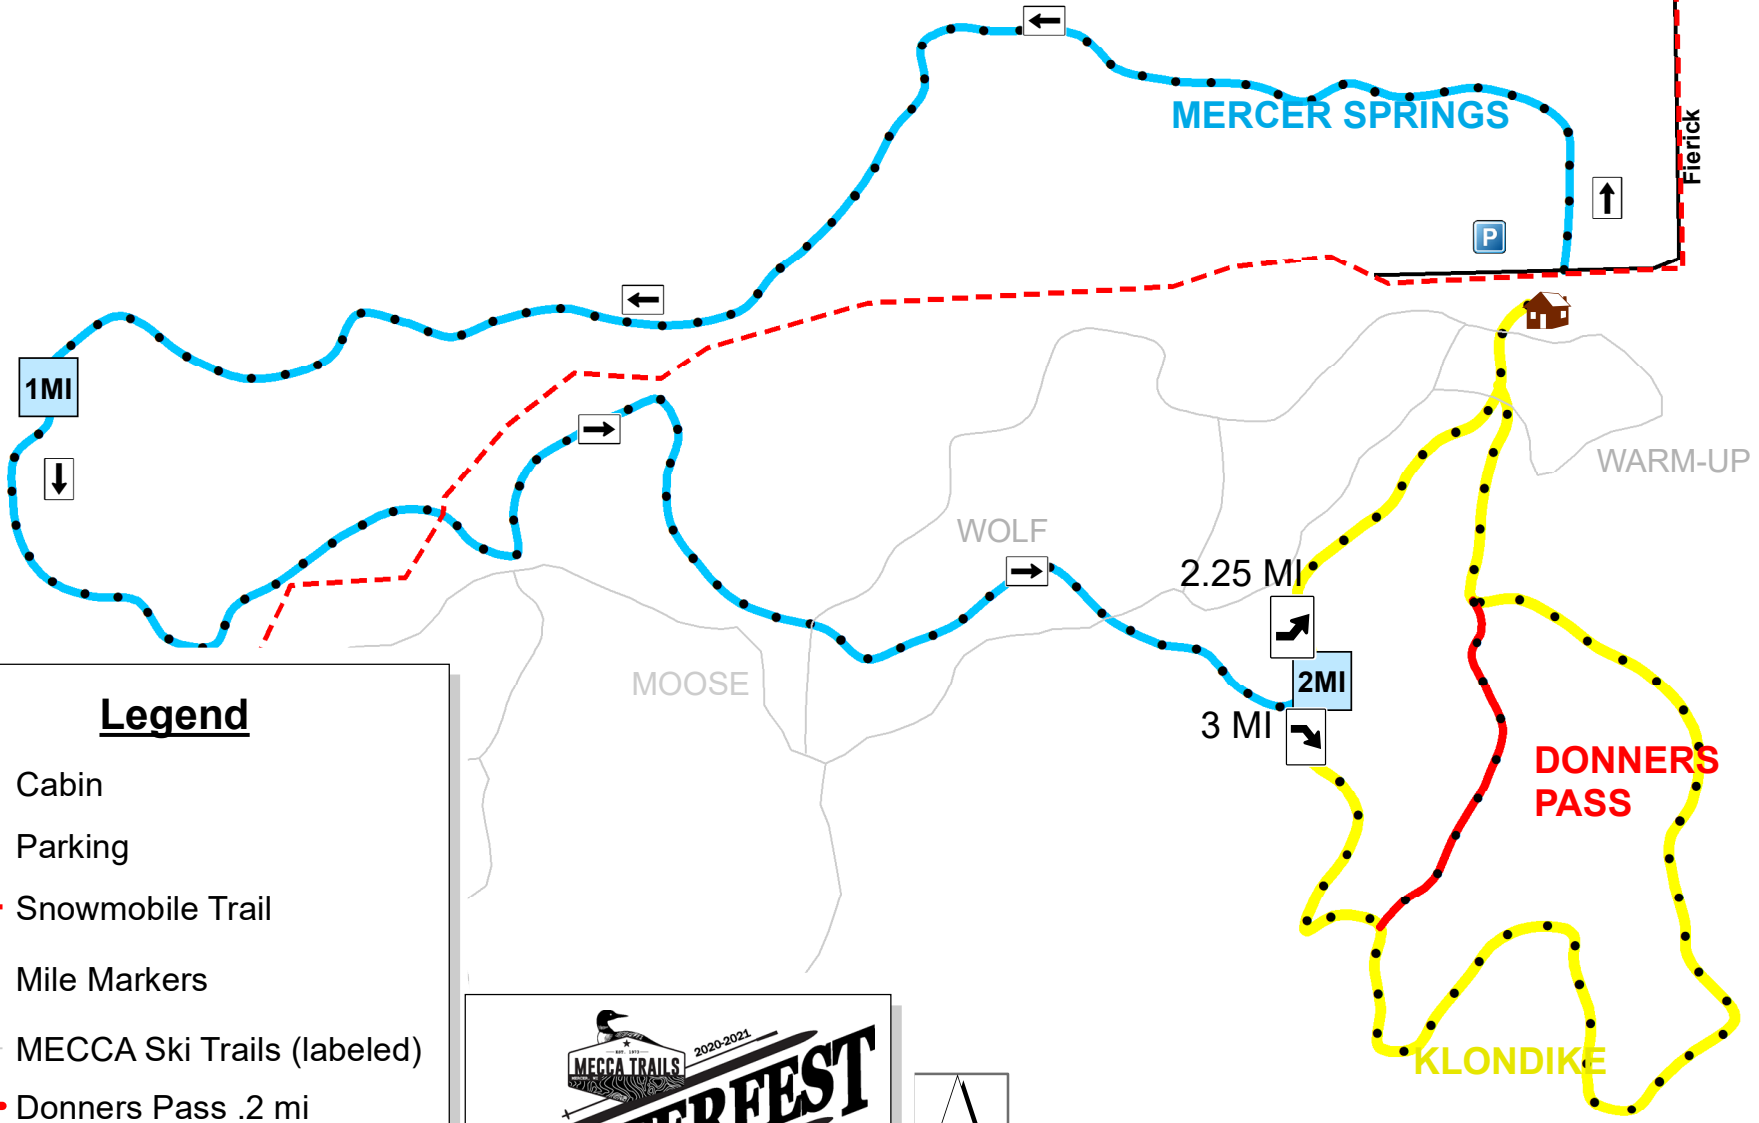 MERCER SPRINGS
Fierick
P
1MI
WARM-UP
WOLF
2.25 MI
MOOSE
2MI
3 MI
DONNERS
PASS
KLONDIKE
Legend
Cabin
Parking
Snowmobile Trail
Mile Markers
MECCA Ski Trails (labeled)
Donners Pass .2 mi
EST. 1973
MECCA TRAILS
2020-2021
ERFEST